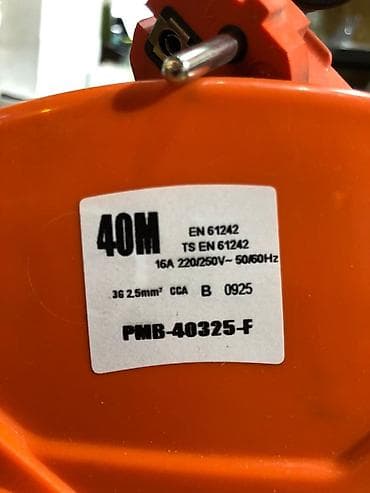 40M
EN 61242
TS EN 61242
16A 220/250V~ 50/60Hz
3G 2.5mm² CCA B 0925
PMB-40325-F